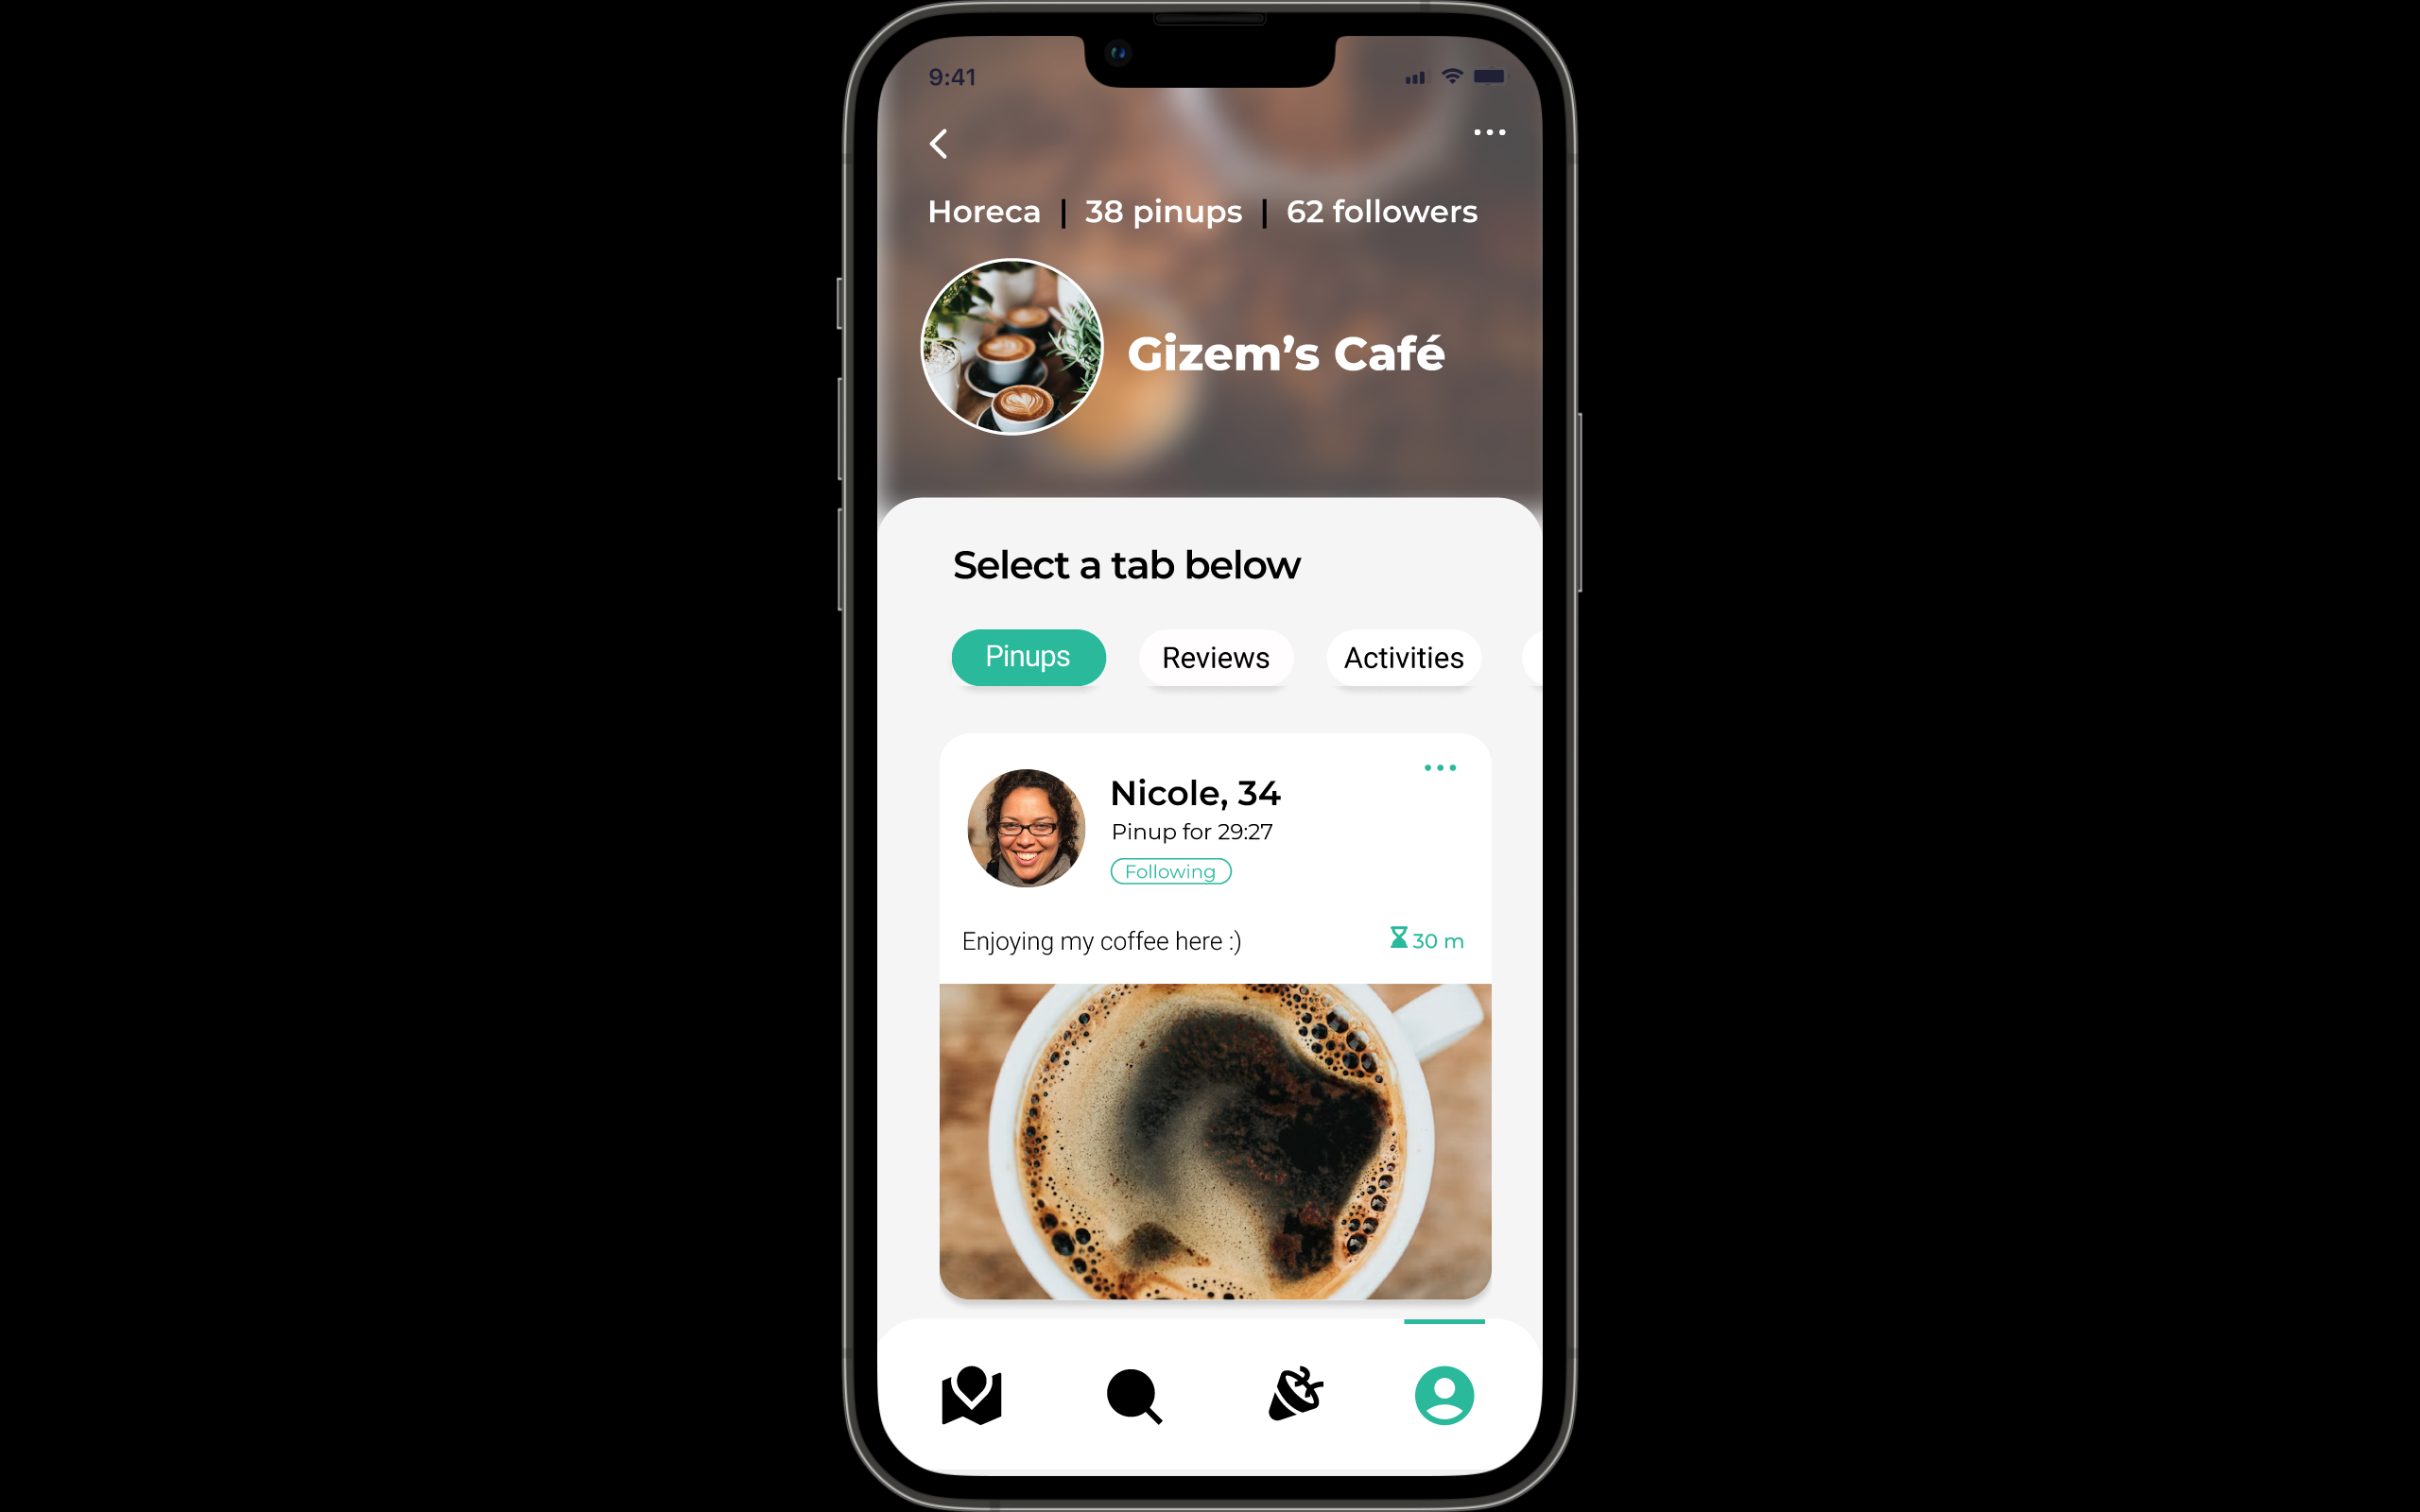 9:41
Horeca | 38 pinups | 62 followers
Gizem’s Café
Select a tab below
Pinups Reviews Activities
Nicole, 34
Pinup for 29:27
Following
Enjoying my coffee here :) 30 m